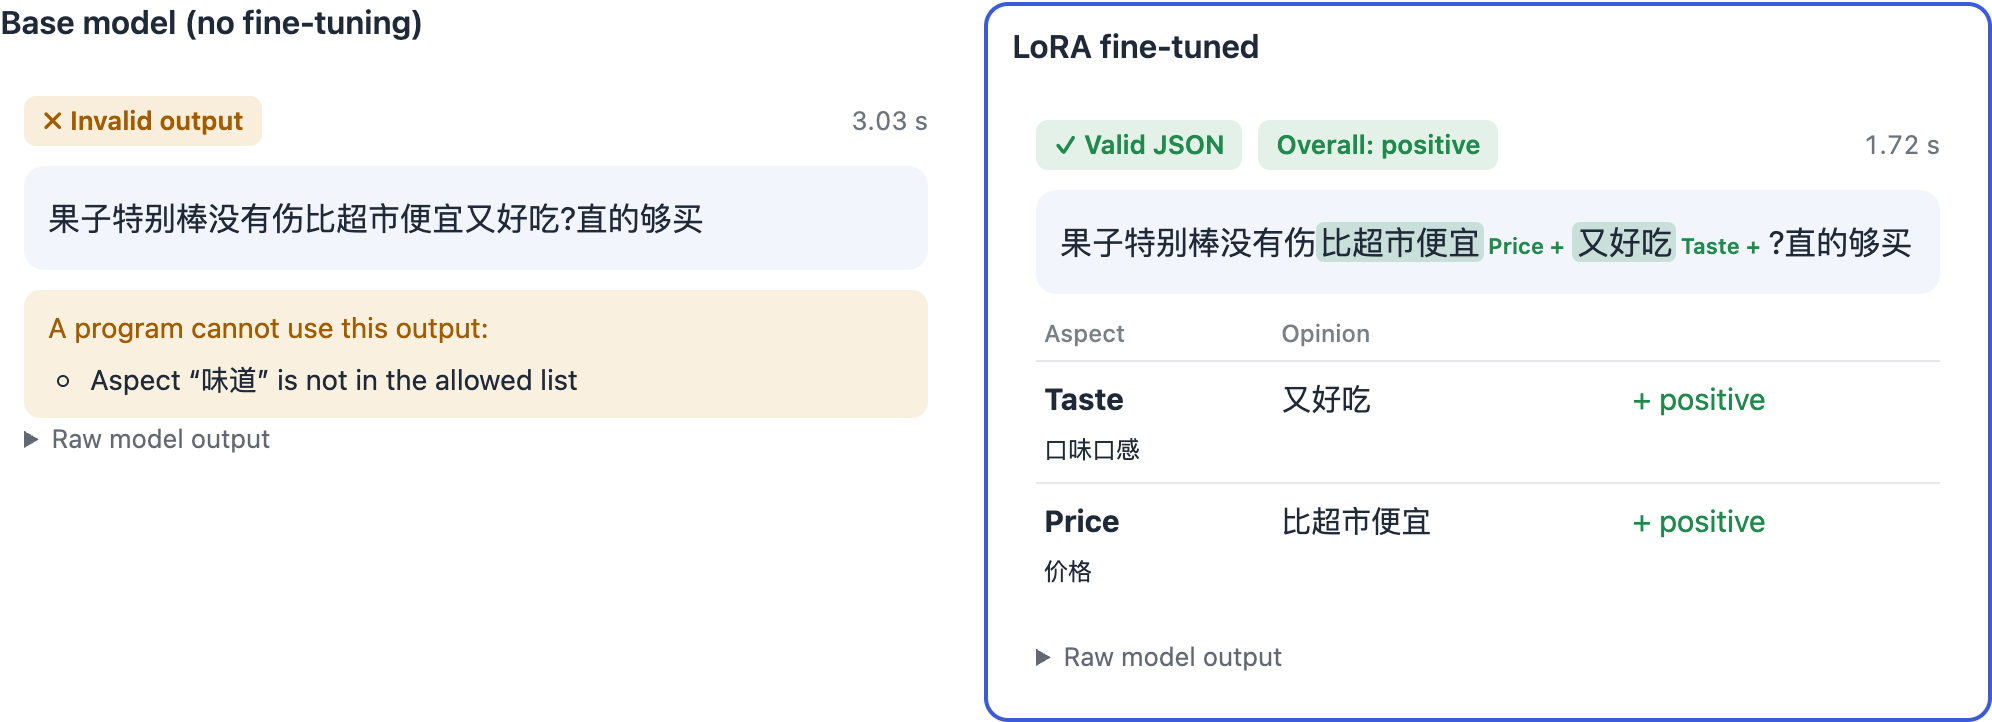 Base model (no fine-tuning)
✕ Invalid output
3.03 s
果子特别棒没有伤比超市便宜又好吃?直的够买
A program cannot use this output:
Aspect “味道” is not in the allowed list
▶ Raw model output
LoRA fine-tuned
✓ Valid JSON
Overall: positive
1.72 s
果子特别棒没有伤比超市便宜 Price + 又好吃 Taste + ?直的够买
Aspect Opinion
Taste 又好吃 + positive
口味口感
Price 比超市便宜 + positive
价格
▶ Raw model output